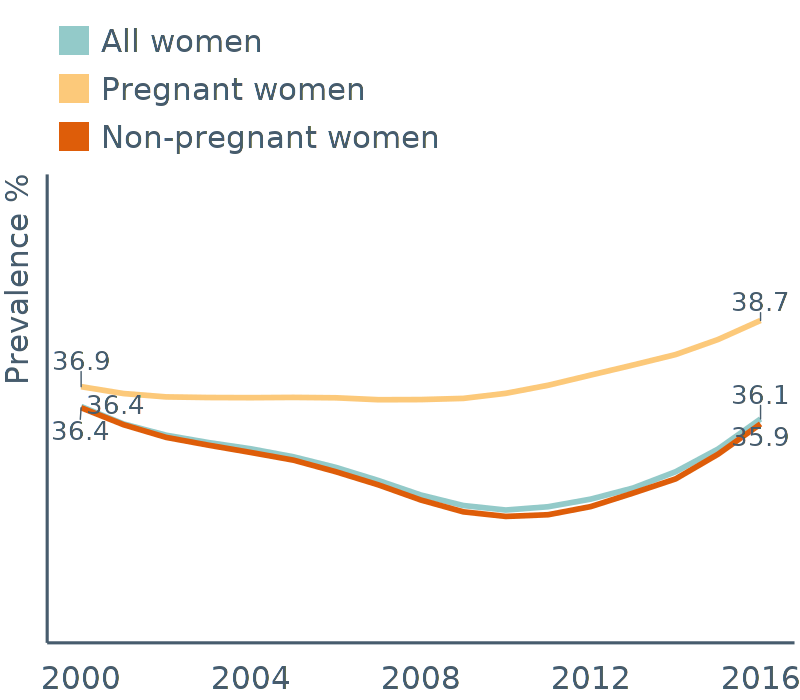 All women
Pregnant women
Non-pregnant women
Prevalence %
38.7
36.9
36.1
36.4
36.4
35.9
2000 2004 2008 2012 2016